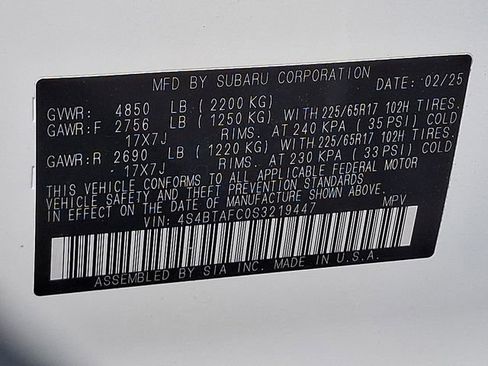 MFD BY SUBARU CORPORATION DATE: 02/25
GVWR: 4850 LB (2200 KG)
GAWR:F 2756 LB (1250 KG) WITH 225/65R17 102H TIRES.
17X7J RIMS. AT 240 KPA (35 PSI) COLD
GAWR:R 2690 LB (1220 KG) WITH 225/65R17 102H TIRES.
17X7J RIMS. AT 230 KPA (33 PSI) COLD
THIS VEHICLE CONFORMS TO ALL APPLICABLE FEDERAL MOTOR
VEHICLE SAFETY AND THEFT PREVENTION STANDARDS
IN EFFECT ON THE DATE OF MANUFACTURE SHOWN ABOVE.
VIN: 4S4BTAFC0S3219447 MPV
ASSEMBLED BY SIA INC. MADE IN U.S.A.